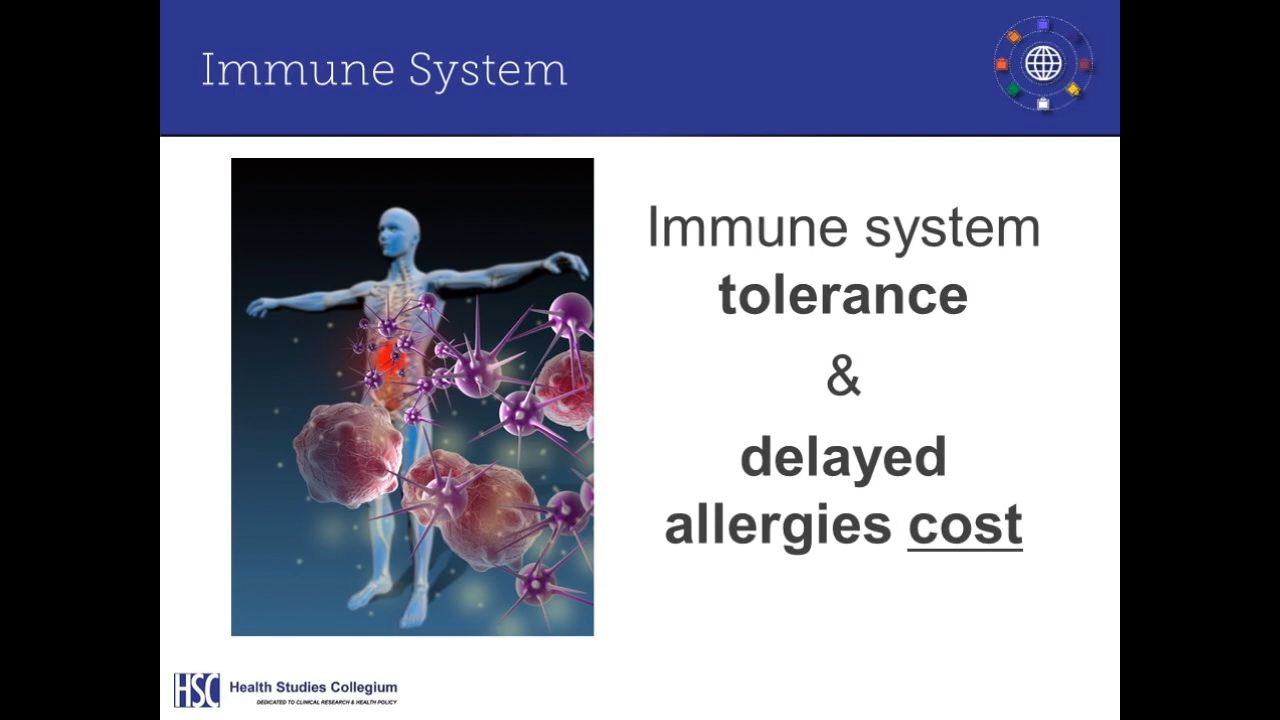 Immune System
Immune system
tolerance
&
delayed
allergies cost
HSC
Health Studies Collegium
DEDICATED TO CLINICAL RESEARCH & HEALTH POLICY